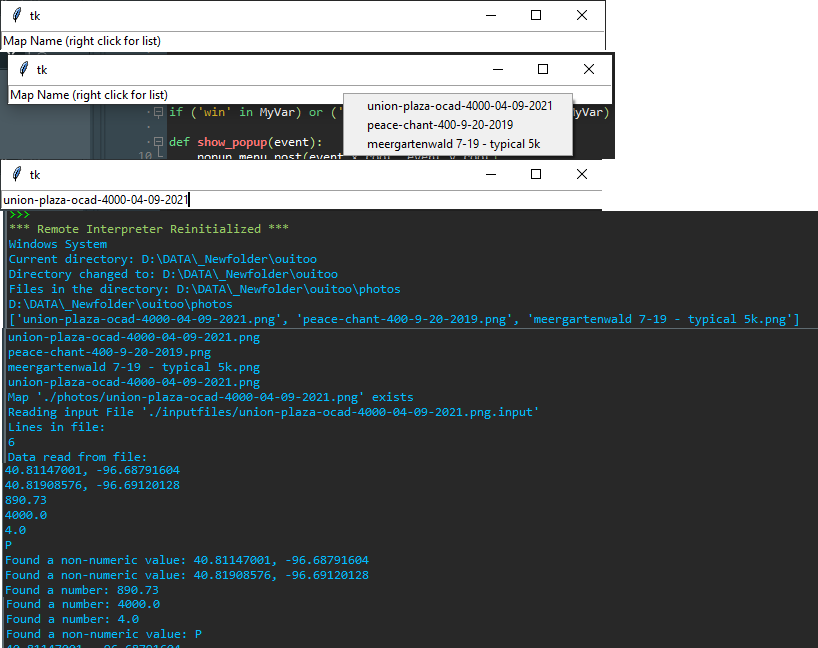 tk
Map Name (right click for list)
tk
Map Name (right click for list)
union-plaza-ocad-4000-04-09-2021
peace-chant-400-9-20-2019
meergartenwald 7-19 - typical 5k
if ('win' in MyVar) or (' yVar)
def show_popup(event):
10 popup_menu.post(event.x_root, event.y_root)
tk
union-plaza-ocad-4000-04-09-2021
>>>
*** Remote Interpreter Reinitialized ***
Windows System
Current directory: D:\DATA\_Newfolder\ouitoo
Directory changed to: D:\DATA\_Newfolder\ouitoo
Files in the directory: D:\DATA\_Newfolder\ouitoo\photos
D:\DATA\_Newfolder\ouitoo\photos
['union-plaza-ocad-4000-04-09-2021.png', 'peace-chant-400-9-20-2019.png', 'meergartenwald 7-19 - typical 5k.png']
union-plaza-ocad-4000-04-09-2021.png
peace-chant-400-9-20-2019.png
meergartenwald 7-19 - typical 5k.png
union-plaza-ocad-4000-04-09-2021.png
Map './photos/union-plaza-ocad-4000-04-09-2021.png' exists
Reading input File './inputfiles/union-plaza-ocad-4000-04-09-2021.png.input'
Lines in file:
6
Data read from file:
40.81147001, -96.68791604
40.81908576, -96.69120128
890.73
4000.0
4.0
P
Found a non-numeric value: 40.81147001, -96.68791604
Found a non-numeric value: 40.81908576, -96.69120128
Found a number: 890.73
Found a number: 4000.0
Found a number: 4.0
Found a non-numeric value: P
40.81147001, -96.68791604